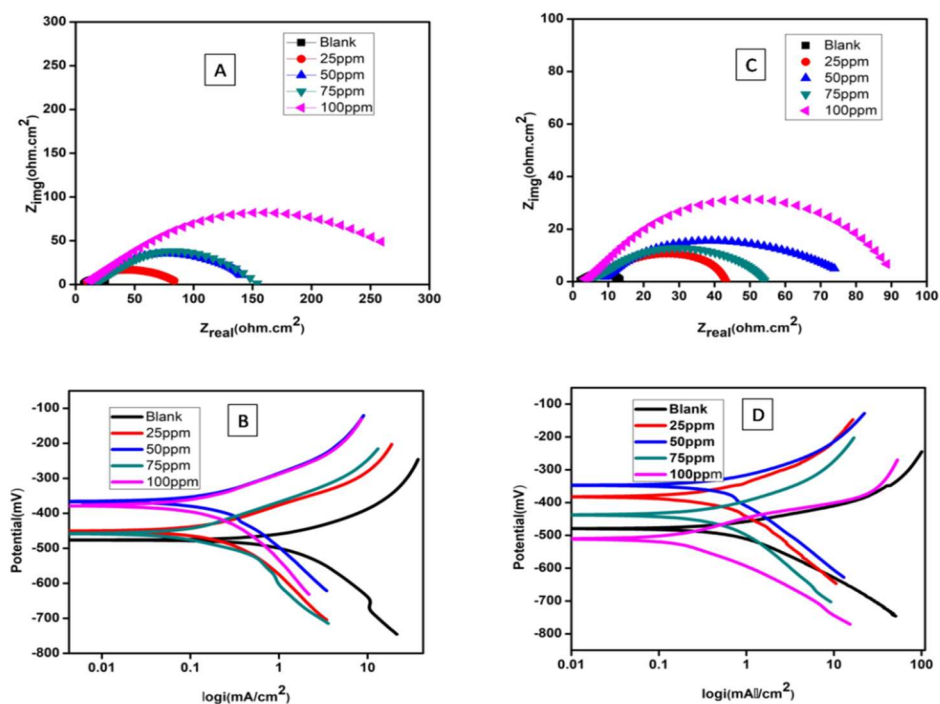 A
Blank
25ppm
50ppm
75ppm
100ppm
300
250
200
150
100
50
0
Z_img(ohm.cm²)
0 50 100 150 200 250 300
Z_real(ohm.cm²)
C
Blank
25ppm
50ppm
75ppm
100ppm
100
80
60
40
20
0
Z_img(ohm.cm²)
0 10 20 30 40 50 60 70 80 90 100
Z_real(ohm.cm²)
B
Blank
25ppm
50ppm
75ppm
100ppm
-100
-200
-300
-400
-500
-600
-700
-800
Potential(mV)
0.01 0.1 1 10
logi(mA/cm²)
D
Blank
25ppm
50ppm
75ppm
100ppm
-100
-200
-300
-400
-500
-600
-700
-800
Potential(mV)
0.01 0.1 1 10 100
logi(mA▯/cm²)